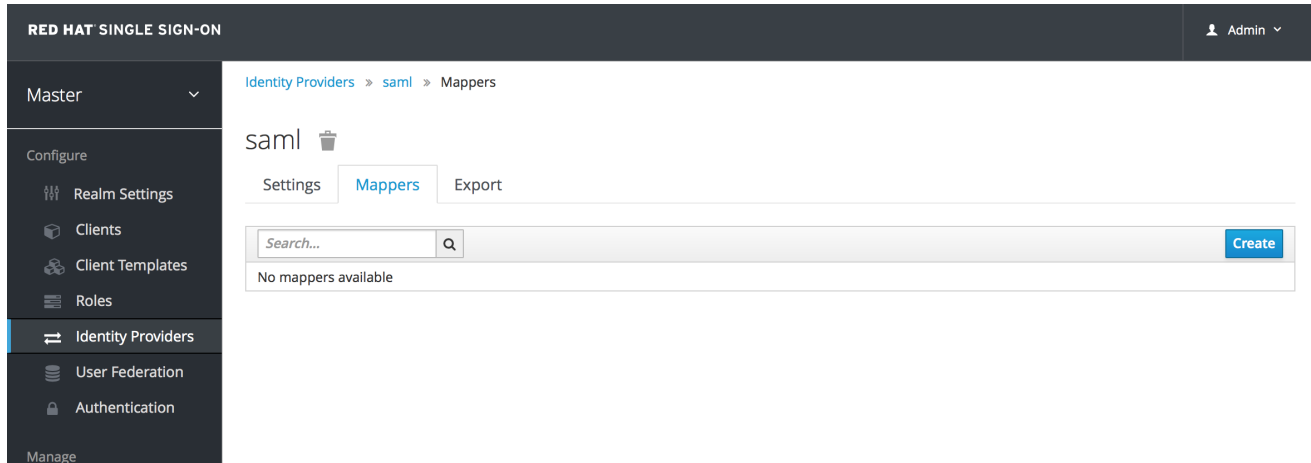 RED HAT SINGLE SIGN-ON
Admin
Master
Identity Providers » saml » Mappers
saml
Configure
Settings Mappers Export
Realm Settings
Clients
Search...
Create
Client Templates
No mappers available
Roles
Identity Providers
User Federation
Authentication
Manage